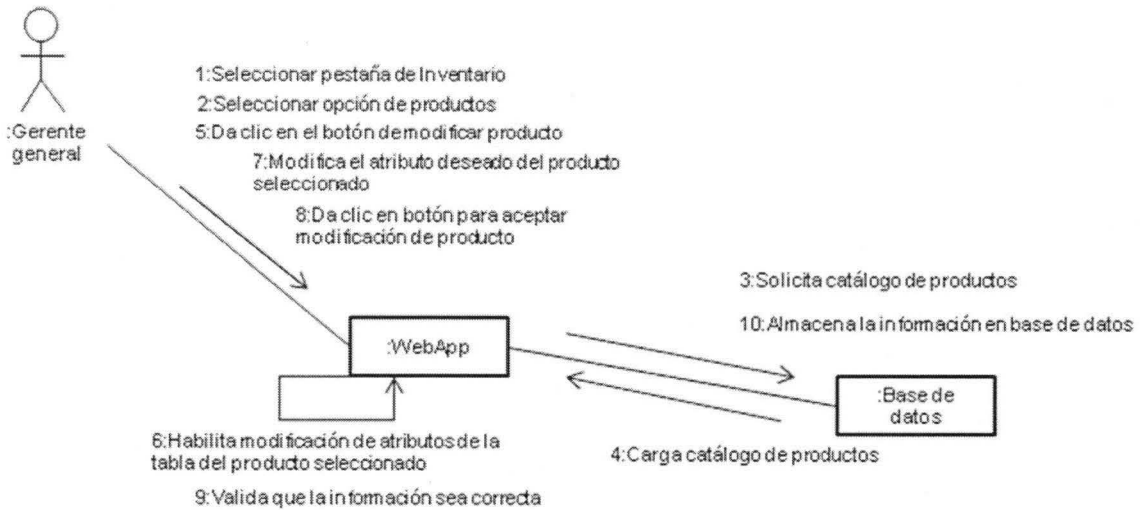 :Gerente
general
1:Seleccionar pestaña de Inventario
2:Seleccionar opción de productos
5:Da clic en el botón de modificar producto
7:Modifica el atributo deseado del producto
seleccionado
8:Da clic en botón para aceptar
modificación de producto
3:Solicita catálogo de productos
10:Almacena la información en base de datos
:WebApp
:Base de
datos
6:Habilita modificación de atributos de la
tabla del producto seleccionado
4:Carga catálogo de productos
9:Valida que la información sea correcta